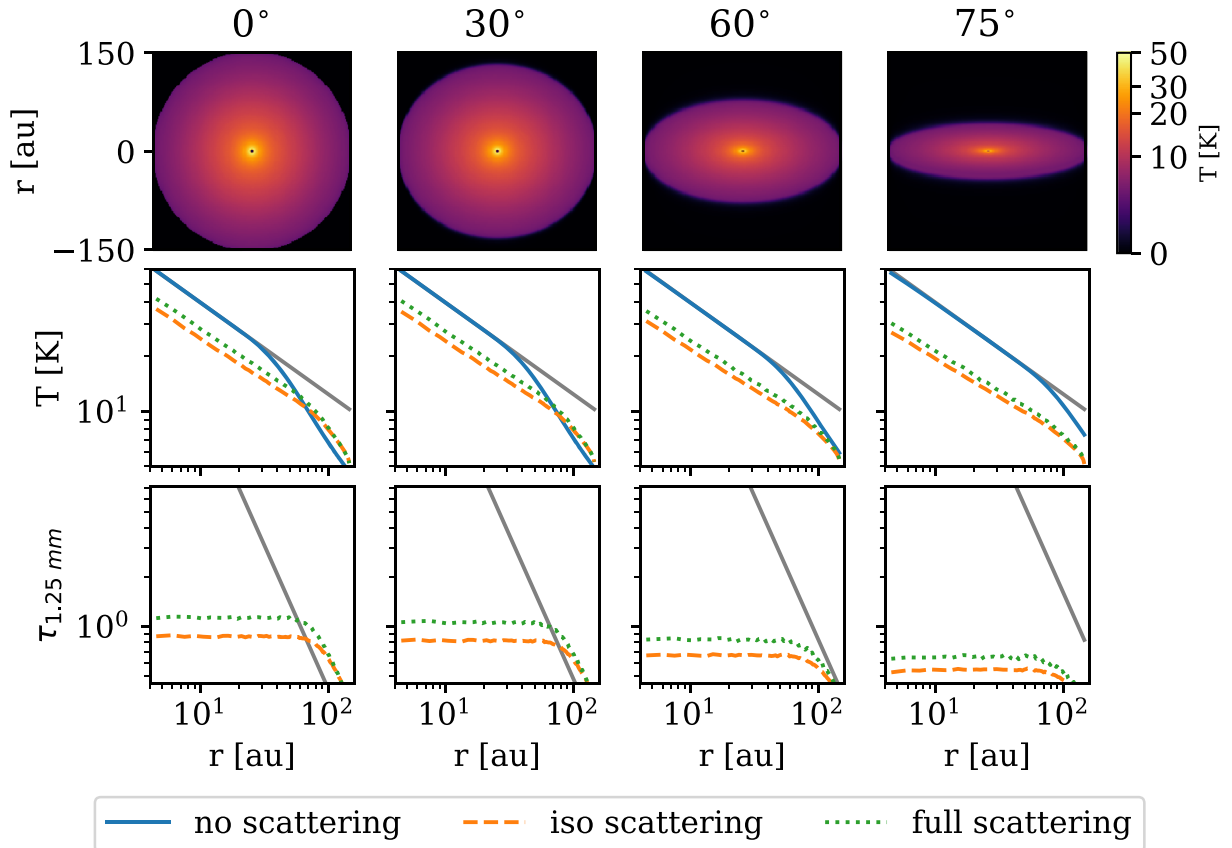 0° 30° 60° 75°
150
0
−150
r [au]
50
30
20
10
0
T [K]
T [K]
10¹
τ₁.₂₅ ₘₘ
10⁰
10¹ 10² 10¹ 10² 10¹ 10² 10¹ 10²
r [au] r [au] r [au] r [au]
no scattering iso scattering full scattering